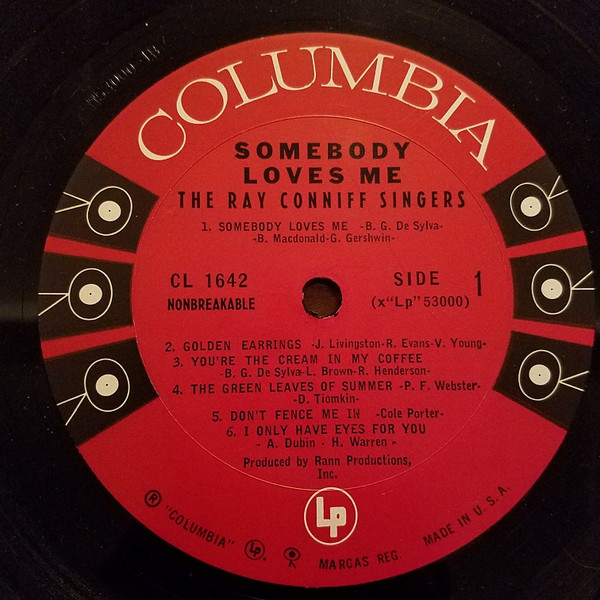 COLUMBIA
SOMEBODY
LOVES ME
THE RAY CONNIFF SINGERS
1. SOMEBODY LOVES ME -B. G. De Sylva-
-B. Macdonald-G. Gershwin-
CL 1642
NONBREAKABLE
SIDE 1
(x"Lp"53000)
2. GOLDEN EARRINGS -J. Livingston-R. Evans-V. Young-
3. YOU'RE THE CREAM IN MY COFFEE
-B. G. De Sylva-L. Brown-R. Henderson-
4. THE GREEN LEAVES OF SUMMER -P. F. Webster-
-D. Tiomkin-
5. DON'T FENCE ME IN -Cole Porter-
6. I ONLY HAVE EYES FOR YOU
- A. Dubin - H. Warren -
Produced by Rann Productions,
Inc.
Lp
® "COLUMBIA" Lp. MARCAS REG. MADE IN U.S.A.